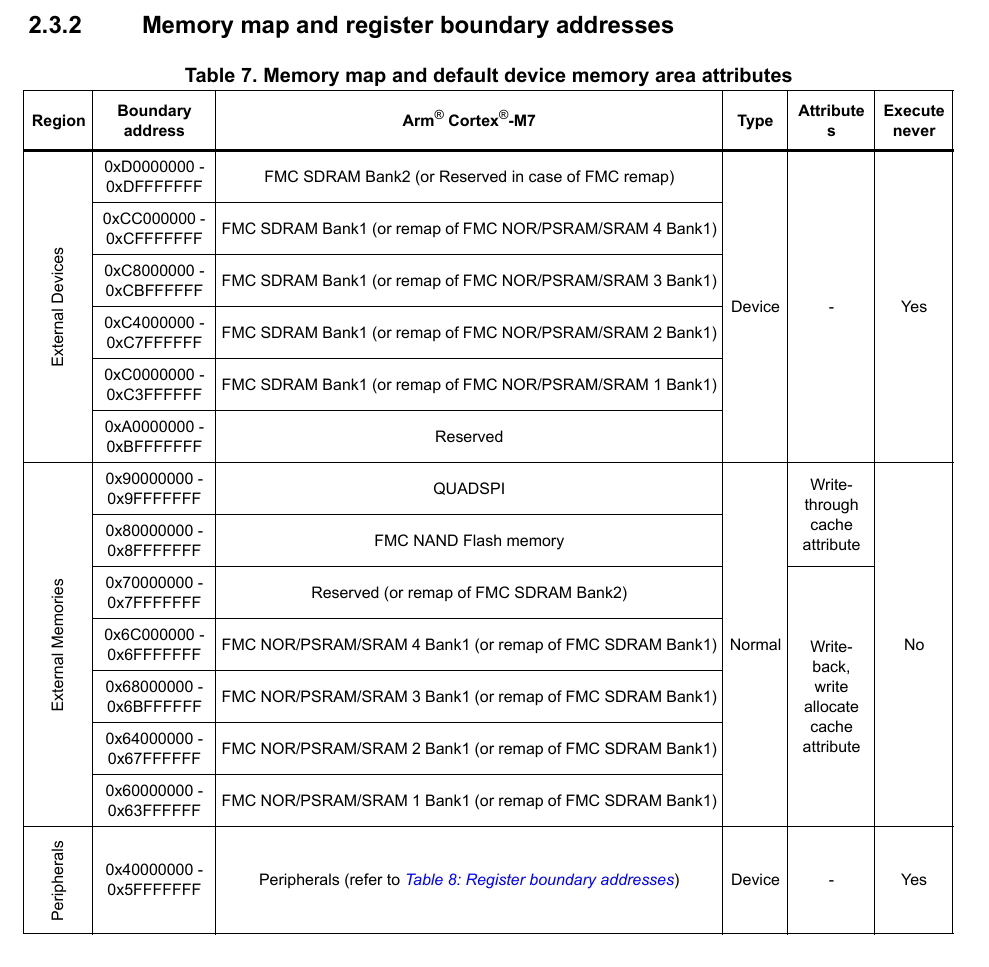 2.3.2 Memory map and register boundary addresses
Table 7. Memory map and default device memory area attributes
Region
Boundary
address
Arm® Cortex®-M7
Type
Attribute
s
Execute
never
External Devices
0xD0000000 -
0xDFFFFFFF
FMC SDRAM Bank2 (or Reserved in case of FMC remap)
0xCC000000 -
0xCFFFFFFF
FMC SDRAM Bank1 (or remap of FMC NOR/PSRAM/SRAM 4 Bank1)
0xC8000000 -
0xCBFFFFFF
FMC SDRAM Bank1 (or remap of FMC NOR/PSRAM/SRAM 3 Bank1)
0xC4000000 -
0xC7FFFFFF
FMC SDRAM Bank1 (or remap of FMC NOR/PSRAM/SRAM 2 Bank1)
0xC0000000 -
0xC3FFFFFF
FMC SDRAM Bank1 (or remap of FMC NOR/PSRAM/SRAM 1 Bank1)
0xA0000000 -
0xBFFFFFFF
Reserved
Device
-
Yes
External Memories
0x90000000 -
0x9FFFFFFF
QUADSPI
0x80000000 -
0x8FFFFFFF
FMC NAND Flash memory
0x70000000 -
0x7FFFFFFF
Reserved (or remap of FMC SDRAM Bank2)
0x6C000000 -
0x6FFFFFFF
FMC NOR/PSRAM/SRAM 4 Bank1 (or remap of FMC SDRAM Bank1)
0x68000000 -
0x6BFFFFFF
FMC NOR/PSRAM/SRAM 3 Bank1 (or remap of FMC SDRAM Bank1)
0x64000000 -
0x67FFFFFF
FMC NOR/PSRAM/SRAM 2 Bank1 (or remap of FMC SDRAM Bank1)
0x60000000 -
0x63FFFFFF
FMC NOR/PSRAM/SRAM 1 Bank1 (or remap of FMC SDRAM Bank1)
Normal
Write-
through
cache
attribute
Write-
back,
write
allocate
cache
attribute
No
Peripherals
0x40000000 -
0x5FFFFFFF
Peripherals (refer to Table 8: Register boundary addresses)
Device
-
Yes